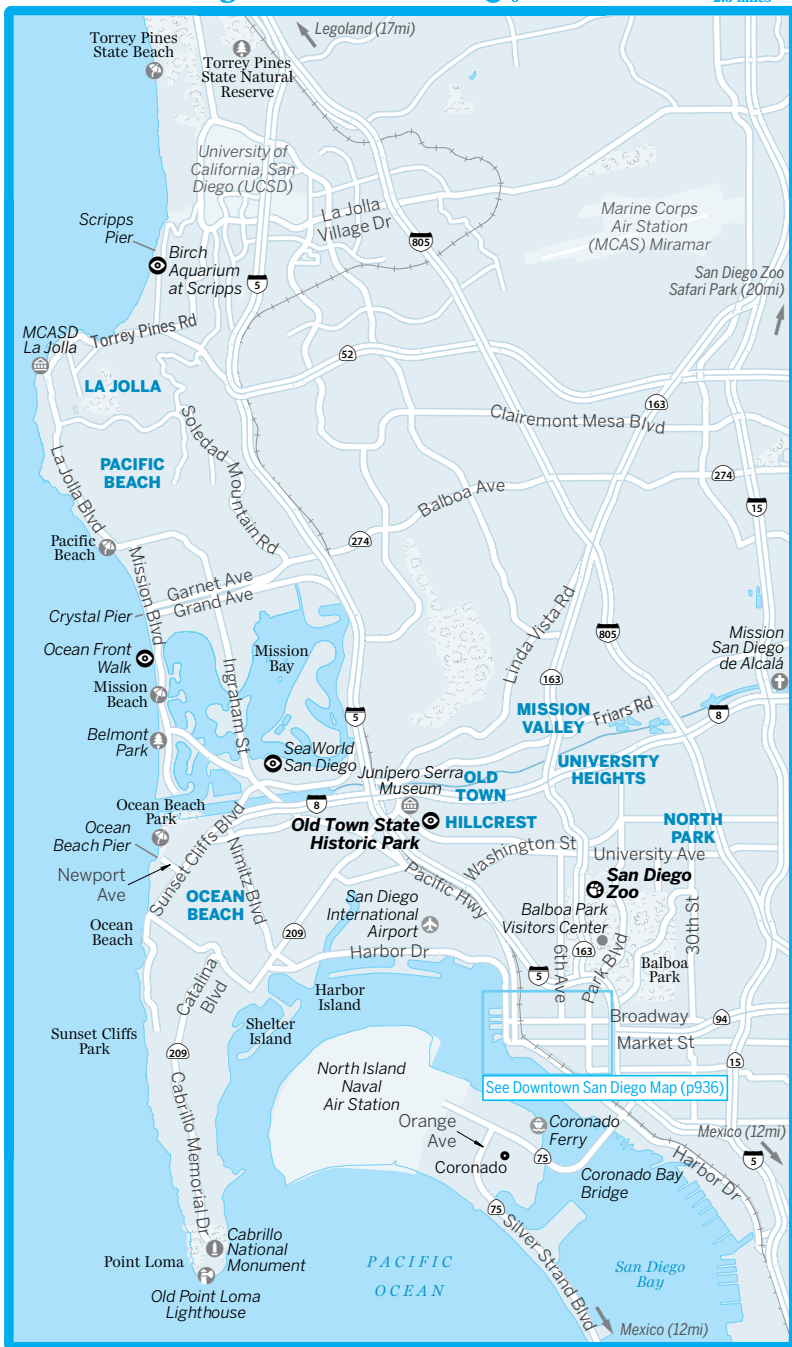 Legoland (17mi)
Torrey Pines
State Beach
Torrey Pines
State Natural
Reserve
University of
California, San
Diego (UCSD)
La Jolla
Village Dr
Marine Corps
Air Station
(MCAS) Miramar
Scripps
Pier
805
Birch
Aquarium
at Scripps
5
San Diego Zoo
Safari Park (20mi)
MCASD
La Jolla
Torrey Pines Rd
52
LA JOLLA
163
Clairemont Mesa Blvd
Soledad Mountain Rd
PACIFIC
BEACH
La Jolla Blvd
274
Balboa Ave
15
274
Pacific
Beach
Mission Blvd
Garnet Ave
Grand Ave
Crystal Pier
Linda Vista Rd
805
Mission
San Diego
de Alcalá
Ocean Front
Walk
Mission
Bay
Ingraham St
163
Mission
Beach
MISSION
VALLEY
Friars Rd
5
8
Belmont
Park
SeaWorld
San Diego
Junípero Serra
Museum
OLD
TOWN
UNIVERSITY
HEIGHTS
Ocean Beach
Park
8
Old Town State
Historic Park
HILLCREST
NORTH
PARK
Ocean
Beach Pier
Sunset Cliffs Blvd
Nimitz Blvd
Washington St
University Ave
Newport
Ave
Pacific Hwy
San Diego
Zoo
OCEAN
BEACH
San Diego
International
Airport
Balboa Park
Visitors Center
30th St
Ocean
Beach
209
Harbor Dr
6th Ave
163
Park Blvd
Balboa
Park
5
Catalina
Blvd
Harbor
Island
Broadway
94
Shelter
Island
Sunset Cliffs
Park
Market St
209
15
North Island
Naval
Air Station
See Downtown San Diego Map (p936)
Cabrillo Memorial Dr
Orange
Ave
Coronado
Ferry
Mexico (12mi)
5
Coronado
75
Coronado Bay
Bridge
Harbor Dr
75
Silver Strand Blvd
Cabrillo
National
Monument
Point Loma
PACIFIC
OCEAN
San Diego
Bay
Old Point Loma
Lighthouse
Mexico (12mi)